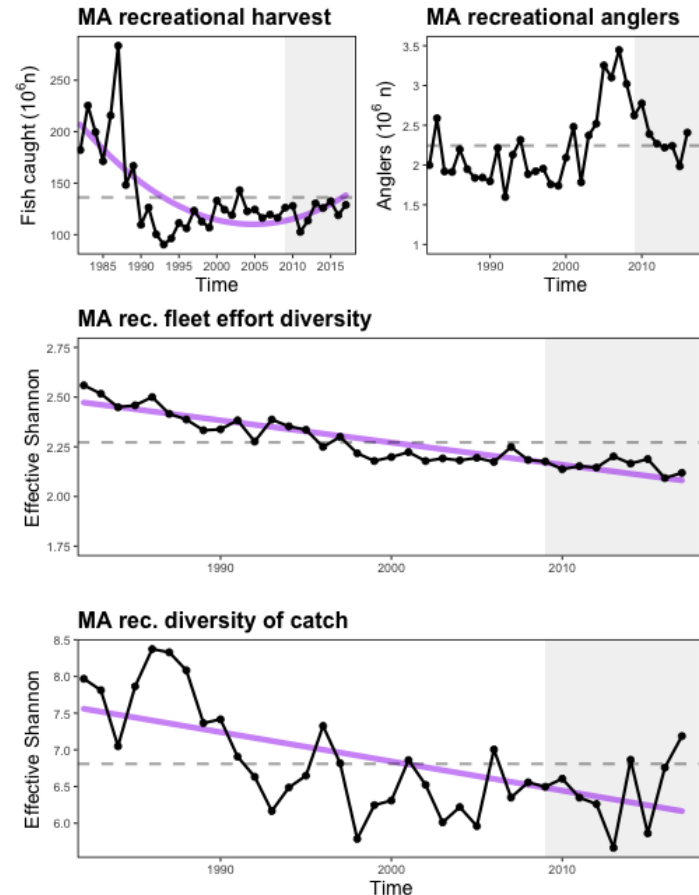 MA recreational harvest
Fish caught (10⁶n)
250
200
150
100
1985 1990 1995 2000 2005 2010 2015
Time
MA recreational anglers
Anglers (10⁶ n)
3.5
3
2.5
2
1.5
1
1990 2000 2010
Time
MA rec. fleet effort diversity
Effective Shannon
2.75
2.50
2.25
2.00
1.75
1990 2000 2010
MA rec. diversity of catch
Effective Shannon
8.5
8.0
7.5
7.0
6.5
6.0
1990 2000 2010
Time